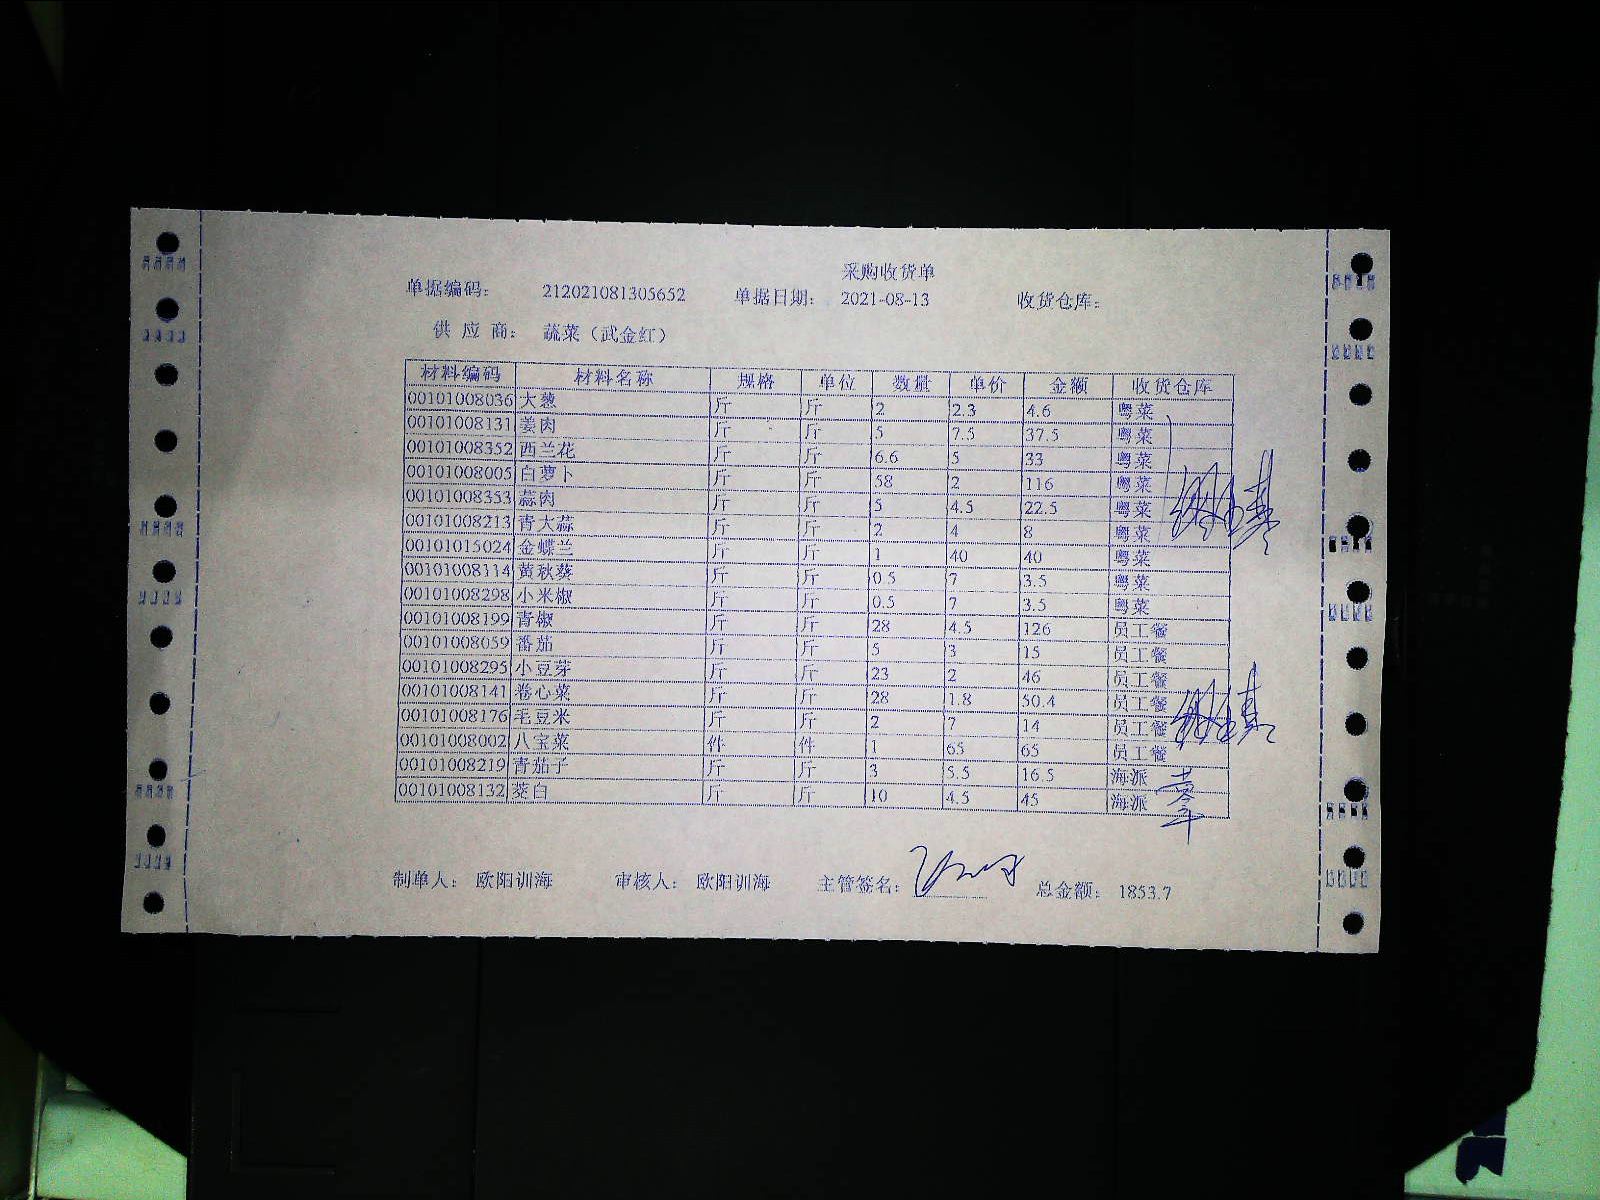 采购收货单
单据编码: 212021081305652 单据日期: 2021-08-13 收货仓库:
供 应 商: 蔬菜（武金红）
材料编码 材料名称 规格 单位 数量 单价 金额 收货仓库
00101008036 大葱 斤 斤 2 2.3 4.6 粤菜
00101008131 姜肉 斤 斤 5 7.5 37.5 粤菜
00101008352 西兰花 斤 斤 6.6 5 33 粤菜
00101008005 白萝卜 斤 斤 58 2 116 粤菜
00101008353 蒜肉 斤 斤 5 4.5 22.5 粤菜
00101008213 青大蒜 斤 斤 2 4 8 粤菜
00101015024 金蝶兰 斤 斤 1 40 40 粤菜
00101008114 黄秋葵 斤 斤 0.5 7 3.5 粤菜
00101008298 小米椒 斤 斤 0.5 7 3.5 粤菜
00101008199 青椒 斤 斤 28 4.5 126 员工餐
00101008059 番茄 斤 斤 5 3 15 员工餐
00101008295 小豆芽 斤 斤 23 2 46 员工餐
00101008141 卷心菜 斤 斤 28 1.8 50.4 员工餐
00101008176 毛豆米 斤 斤 2 7 14 员工餐
00101008002 八宝菜 件 件 1 65 65 员工餐
00101008219 青茄子 斤 斤 3 5.5 16.5 海派
00101008132 茭白 斤 斤 10 4.5 45 海派
制单人: 欧阳训海 审核人: 欧阳训海 主管签名: 总金额: 1853.7